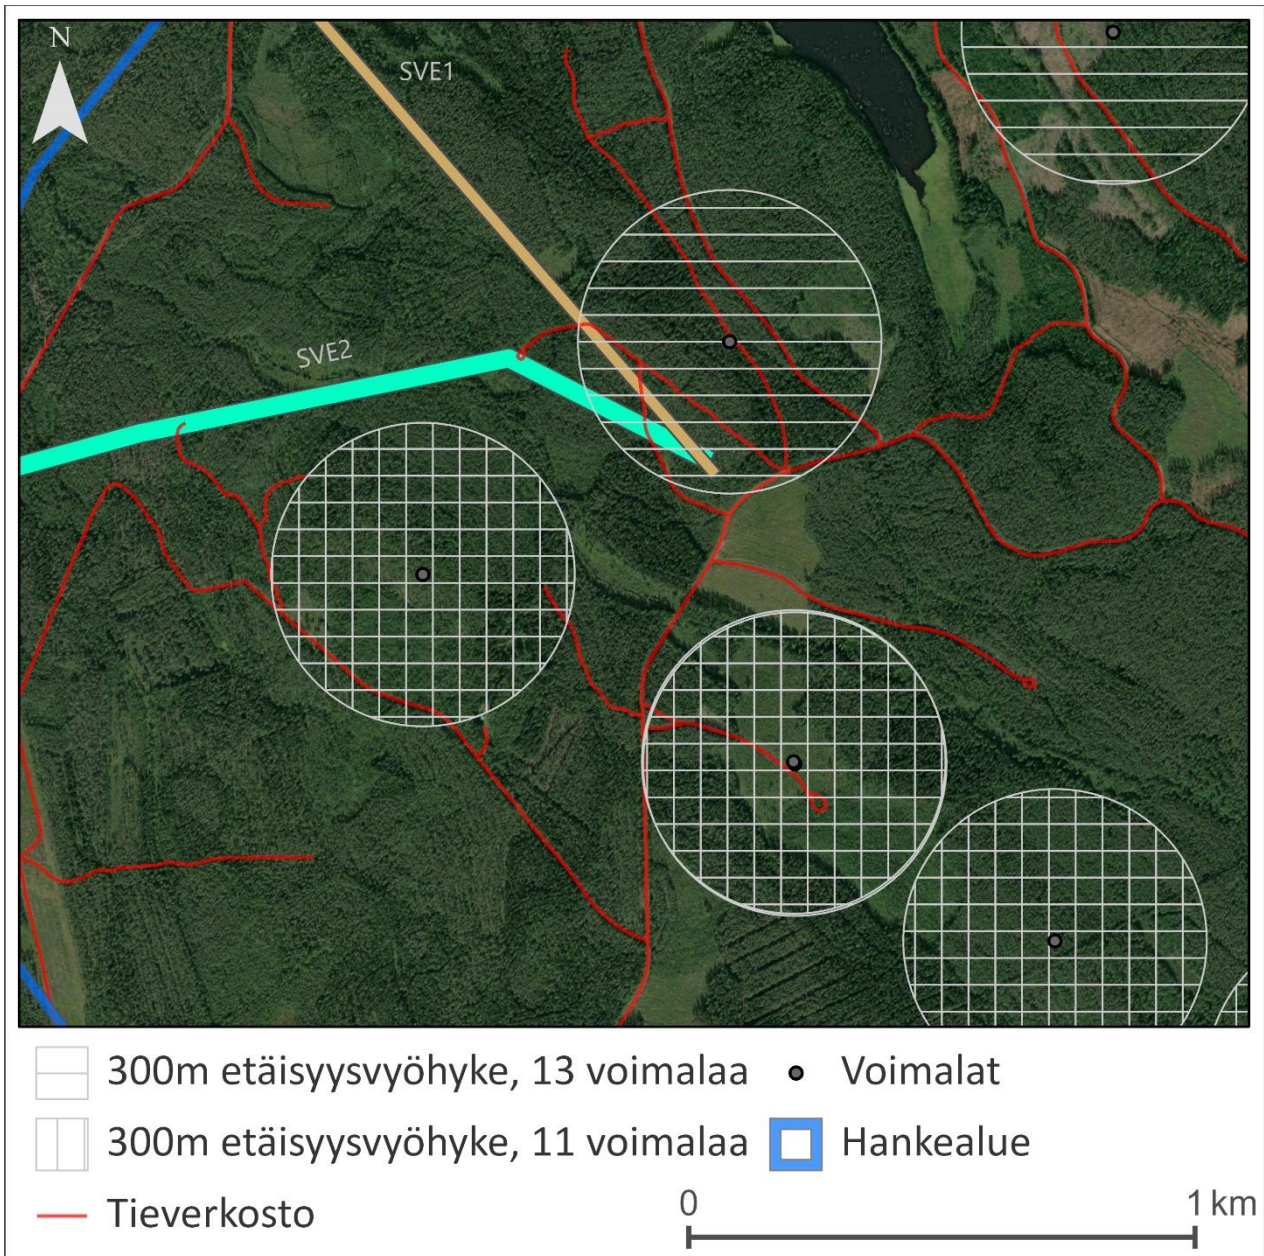 N
SVE1
SVE2
300m etäisyysvyöhyke, 13 voimalaa
Voimalat
300m etäisyysvyöhyke, 11 voimalaa
Hankealue
Tieverkosto
0
1 km